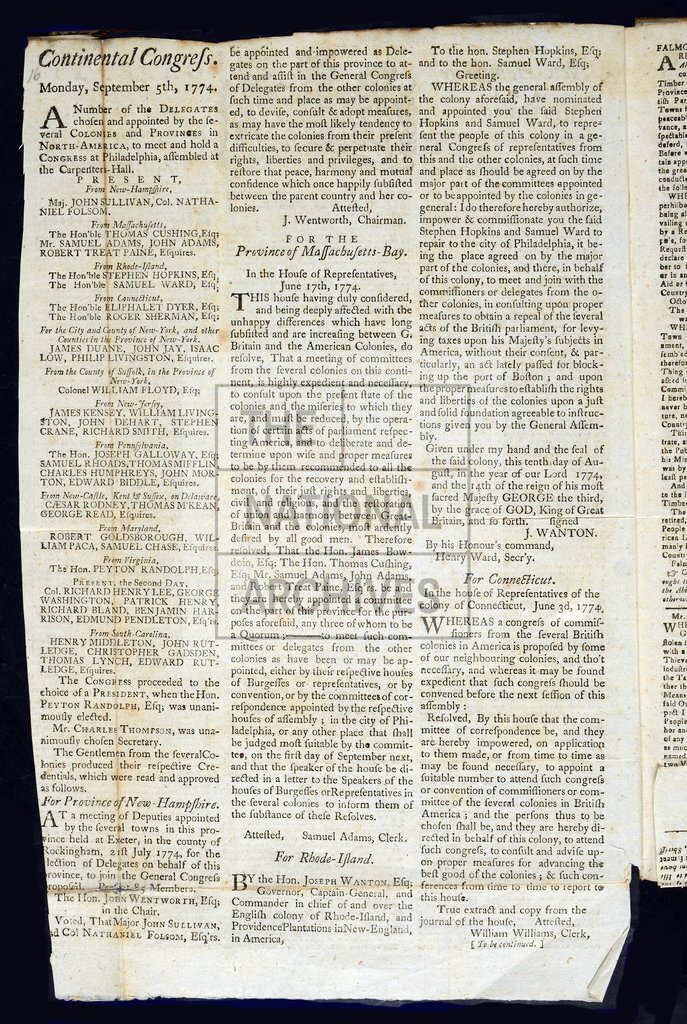 Continental Congreſs.
16
Monday, September 5th, 1774.
A Number of the DELEGATES
choſen and appointed by the ſe-
veral COLONIES and PROVINCES in
NORTH-AMERICA, to meet and hold a
CONGRESS at Philadelphia, aſſembled at
the Carpenters-Hall.
PRESENT,
From New-Hampſhire,
Maj. JOHN SULLIVAN, Col. NATHA-
NIEL FOLSOM.
From Maſſachuſetts,
The Hon'ble THOMAS CUSHING, Eſq;
Mr. SAMUEL ADAMS, JOHN ADAMS,
ROBERT TREAT PAINE, Eſquires.
From Rhode-Iſland,
The Hon'ble STEPHEN HOPKINS, Eſq;
The Hon'ble SAMUEL WARD, Eſq;
From Connecticut,
The Hon'ble ELIPHALET DYER, Eſq;
The Hon'ble ROGER SHERMAN, Eſq;
For the City and County of New-York, and other
Counties in the Province of New-York.
JAMES DUANE, JOHN JAY, ISAAC
LOW, PHILIP LIVINGSTON, Eſquires.
From the County of Suffolk, in the Province of
New-York,
Colonel WILLIAM FLOYD, Eſq;
From New-Jerſey,
JAMES KENSEY, WILLIAM LIVING-
STON, JOHN DEHART, STEPHEN
CRANE, RICHARD SMITH, Eſquires.
From Pennſylvania,
The Hon. JOSEPH GALLOWAY, Eſq;
SAMUEL RHOADS, THOMAS MIFFLIN,
CHARLES HUMPHREYS, JOHN MOR-
TON, EDWARD BIDDLE, Eſquires.
From New-Caſtle, Kent & Suſſex, on Delaware,
CÆSAR RODNEY, THOMAS M'KEAN,
GEORGE READ, Eſquires.
From Maryland,
ROBERT GOLDSBOROUGH, WIL-
LIAM PACA, SAMUEL CHASE, Eſquires.
From Virginia,
The Hon. PEYTON RANDOLPH, Eſq;
PRESENT, the Second DAY,
Col. RICHARD HENRY LEE, GEORGE
WASHINGTON, PATRICK HENRY,
RICHARD BLAND, BENJAMIN HAR-
RISON, EDMUND PENDLETON, Eſq'rs.
From South-Carolina,
HENRY MIDDLETON, JOHN RUT-
LEDGE, CHRISTOPHER GADSDEN,
THOMAS LYNCH, EDWARD RUT-
LEDGE, Eſquires.
The CONGRESS proceeded to the
choice of a PRESIDENT, when the Hon.
PEYTON RANDOLPH, Eſq; was unani-
mouſly elected.
Mr. CHARLES THOMPSON, was una-
nimouſly choſen Secretary.
The Gentlemen from the ſeveral Co-
lonies produced their reſpective Cre-
dentials, which were read and approved
as follows.
For Province of New-Hampſhire.
AT a meeting of Deputies appointed
by the ſeveral towns in this pro-
vince held at Exeter, in the county of
Rockingham, 21ſt July 1774, for the
election of Delegates on behalf of this
province, to join the General Congreſs
propoſed. Members.
The Hon. JOHN WENTWORTH, Eſq;
in the Chair.
Voted, That Major JOHN SULLIVAN,
and Col NATHANIEL FOLSOM, Eſq'rs.
be appointed and impowered as Dele-
gates on the part of this province to at-
tend and aſſiſt in the General Congreſs
of Delegates from the other colonies at
ſuch time and place as may be appoint-
ed, to deviſe, conſult & adopt meaſures,
as may have the moſt likely tendency to
extricate the colonies from their preſent
difficulties, to ſecure & perpetuate their
rights, liberties and privileges, and to
reſtore that peace, harmony and mutual
confidence which once happily ſubſiſted
between the parent country and her co-
lonies. Atteſted,
J. Wentworth, Chairman.
FOR THE
Province of Maſſachuſetts-Bay.
In the Houſe of Repreſentatives,
June 17th, 1774.
THIS houſe having duly conſidered,
and being deeply affected with the
unhappy differences which have long
ſubſiſted and are increaſing between G.
Britain and the American Colonies, do
reſolve, That a meeting of committees
from the ſeveral colonies on this conti-
nent, is highly expedient and neceſſary,
to conſult upon the preſent ſtate of the
colonies, and the miſeries to which they
are, and muſt be reduced, by the opera-
tion of certain acts of parliament reſpec-
ting America, to deliberate and de-
termine upon wiſe and proper meaſures
to be by them recommended to all the
colonies for the recovery and eſtabliſh-
ment, of their juſt rights and liberties,
civil and religious, and the reſtoration
of union and harmony between Great-
Britain and the colonies, moſt ardently
deſired by all good men. Therefore
reſolved, That the Hon. James Bow-
doin, Eſq; The Hon. Thomas Cuſhing,
Eſq; Mr. Samuel Adams, John Adams,
and Robert Treat Paine, Eſquires, be, and
they are hereby appointed a committee
on the part of this province for the pur-
poſes aforeſaid, any three of whom to be
a Quorum; to meet ſuch com-
mittees or delegates from the other
colonies as have been or may be ap-
pointed, either by their reſpective houſes
of Burgeſſes or repreſentatives, or by
convention, or by the committees of cor-
reſpondence appointed by the reſpective
houſes of aſſembly; in the city of Phi-
ladelphia, or any other place that ſhall
be judged moſt ſuitable by the commit-
tee, on the firſt day of September next,
and that the ſpeaker of the houſe be di-
rected in a letter to the Speakers of the
houſes of Burgeſſes or Repreſentatives in
the ſeveral colonies to inform them of
the ſubſtance of theſe Reſolves.
Atteſted, Samuel Adams, Clerk.
For Rhode-Iſland.
BY the Hon. JOSEPH WANTON, Eſq;
Governor, Captain-General, and
Commander in chief of and over the
Engliſh colony of Rhode-Iſland, and
Providence Plantations in New-England,
in America,
To the hon. Stephen Hopkins, Eſq;
and to the hon. Samuel Ward, Eſq;
Greeting.
WHEREAS the general aſſembly of
the colony aforeſaid, have nominated
and appointed you the ſaid Stephen
Hopkins and Samuel Ward, to repre-
ſent the people of this colony in a ge-
neral Congreſs of repreſentatives from
this and the other colonies, at ſuch time
and place as ſhould be agreed on by the
major part of the committees appointed
or to be appointed by the colonies in ge-
neral: I do therefore hereby authorize,
impower & commiſſionate you the ſaid
Stephen Hopkins and Samuel Ward to
repair to the city of Philadelphia, it be-
ing the place agreed on by the major
part of the colonies, and there, in behalf
of this colony, to meet and join with the
commiſſioners or delegates from the o-
ther colonies, in conſulting upon proper
meaſures to obtain a repeal of the ſeveral
acts of the Britiſh parliament, for levy-
ing taxes upon his Majeſty's ſubjects in
America, without their conſent, & par-
ticularly, an act lately paſſed for block-
ing up the port of Boſton; and upon
the proper meaſures to eſtabliſh the rights
and liberties of the colonies upon a juſt
and ſolid foundation agreeable to inſtruc-
tions given you by the General Aſſem-
bly.
Given under my hand and the ſeal of
the ſaid colony, this tenth day of Au-
guſt, in the year of our Lord 1774,
and the 14th of the reign of his moſt
ſacred Majeſty GEORGE the third,
by the grace of GOD, King of Great
Britain, and ſo forth. ſigned
J. WANTON.
By his Honour's command,
Henry Ward, Secr'y.
For Connecticut.
In the houſe of Repreſentatives of the
colony of Connecticut, June 3d, 1774.
WHEREAS a congreſs of commiſ-
ſioners from the ſeveral Britiſh
colonies in America is propoſed by ſome
of our neighbouring colonies, and tho't
neceſſary, and whereas it may be found
expedient that ſuch congreſs ſhould be
convened before the next ſeſſion of this
aſſembly:
Reſolved, By this houſe that the com-
mittee of correſpondence be, and they
are hereby impowered, on application
to them made, or from time to time as
may be found neceſſary, to appoint a
ſuitable number to attend ſuch congreſs
or convention of commiſſioners or com-
mittee of the ſeveral colonies in Britiſh
America; and the perſons thus to be
choſen ſhall be, and they are hereby di-
rected in behalf of this colony, to attend
ſuch congreſs, to conſult and adviſe up-
on proper meaſures for advancing the
beſt good of the colonies; & ſuch con-
ferences from time to time to report to
this houſe.
True extract and copy from the
journal of the houſe, Atteſted,
William Williams, Clerk,
[ To be continued. ]
THE
NATIONAL
ARCHIVES